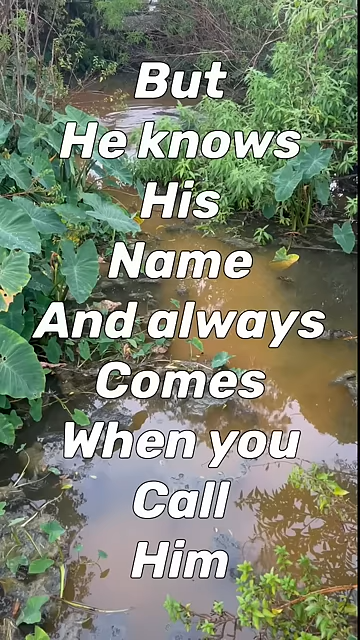 But
He knows
His
Name
And always
Comes
When you
Call
Him